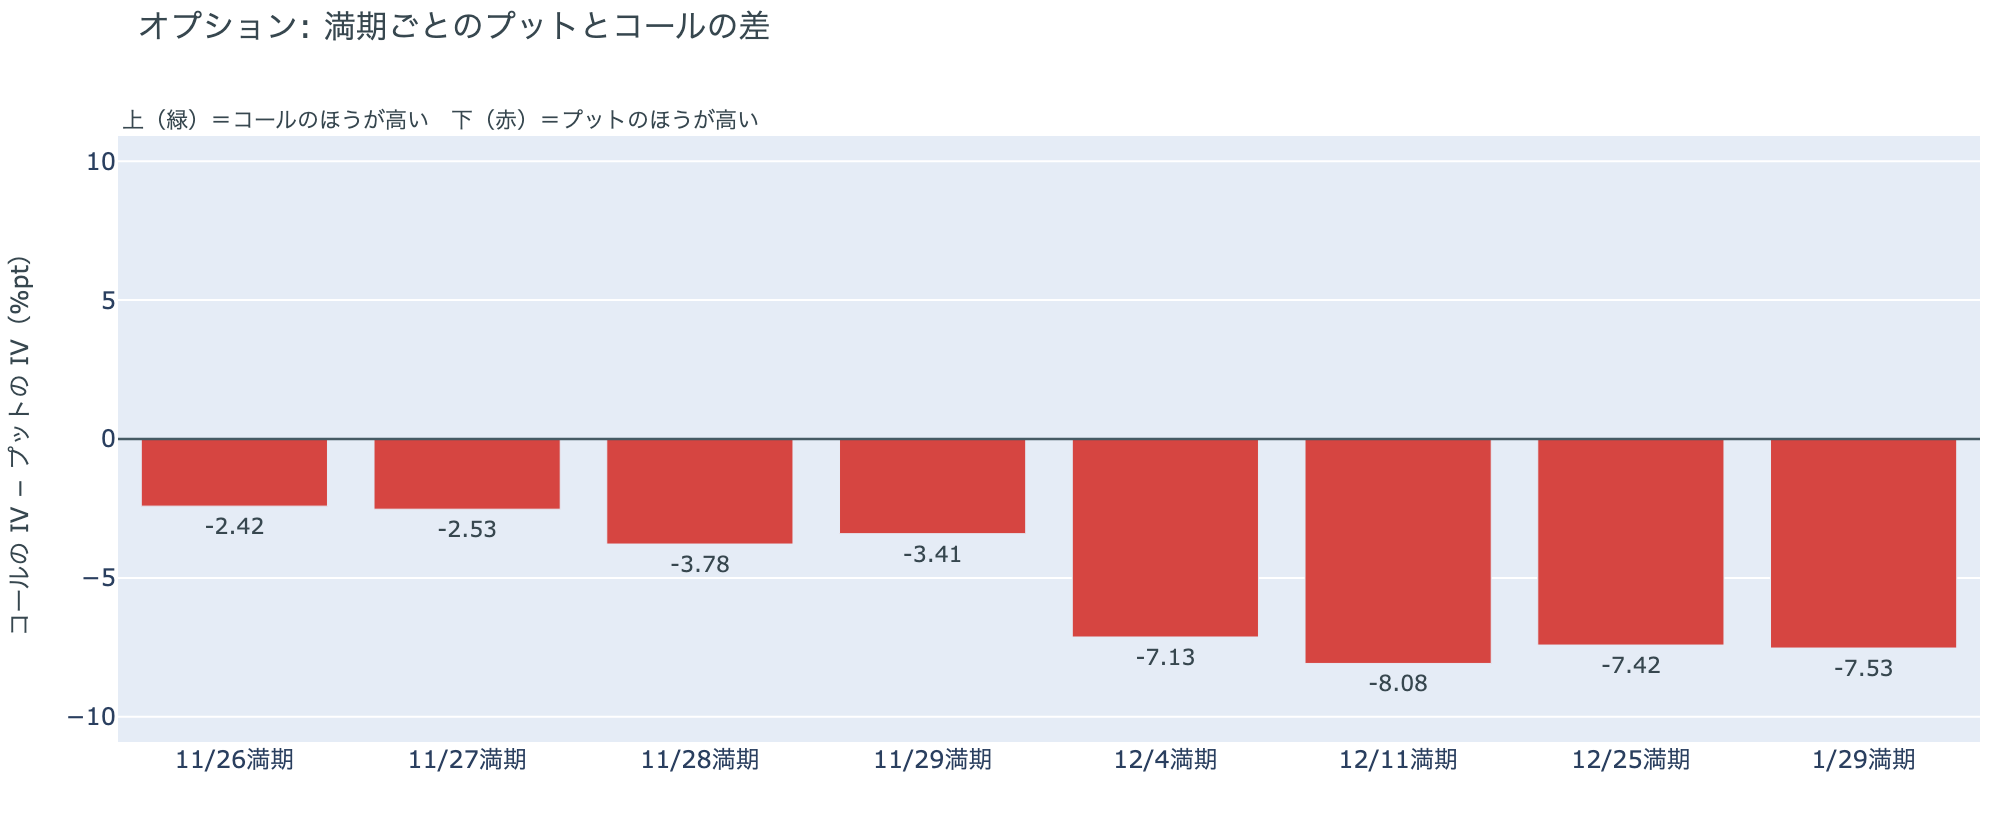 オプション: 満期ごとのプットとコールの差
上（緑）＝コールのほうが高い　下（赤）＝プットのほうが高い
コールの IV − プットの IV（%pt）
10
5
0
−5
−10
-2.42
-2.53
-3.78
-3.41
-7.13
-8.08
-7.42
-7.53
11/26満期
11/27満期
11/28満期
11/29満期
12/4満期
12/11満期
12/25満期
1/29満期